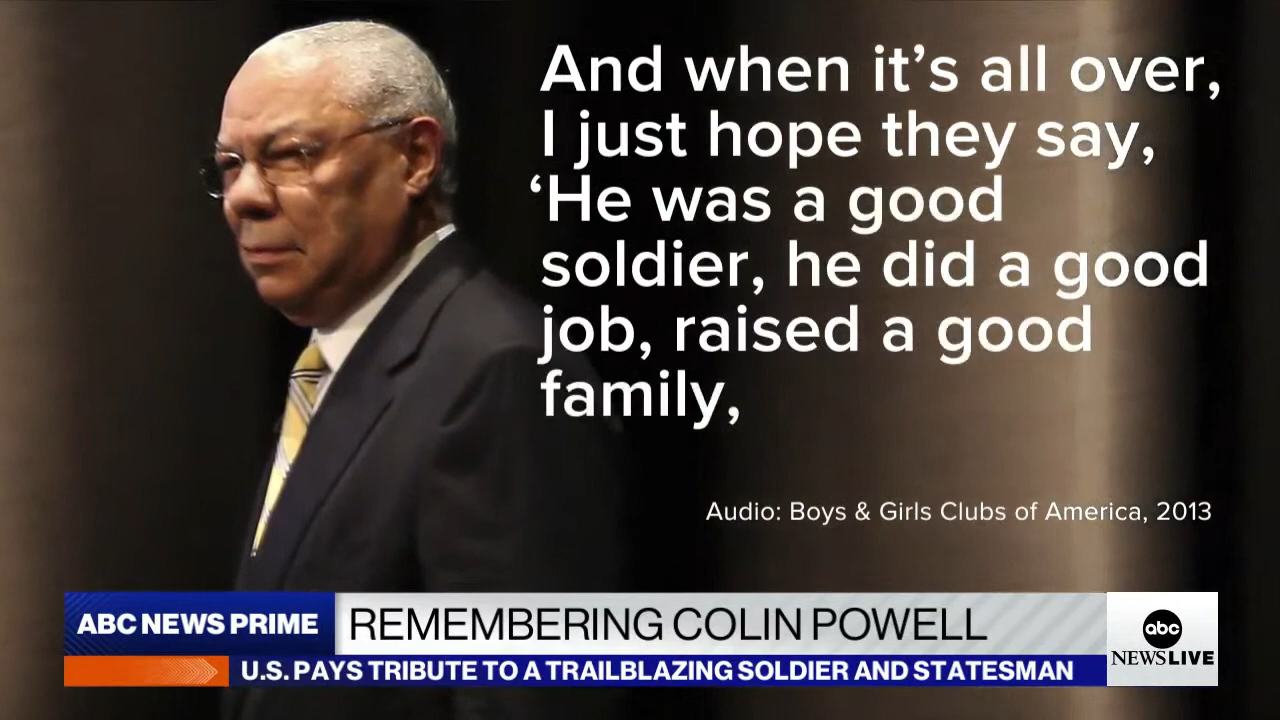 And when it’s all over,
I just hope they say,
‘He was a good
soldier, he did a good
job, raised a good
family,
Audio: Boys & Girls Clubs of America, 2013
ABC NEWS PRIME
REMEMBERING COLIN POWELL
U.S. PAYS TRIBUTE TO A TRAILBLAZING SOLDIER AND STATESMAN
abc
NEWSLIVE